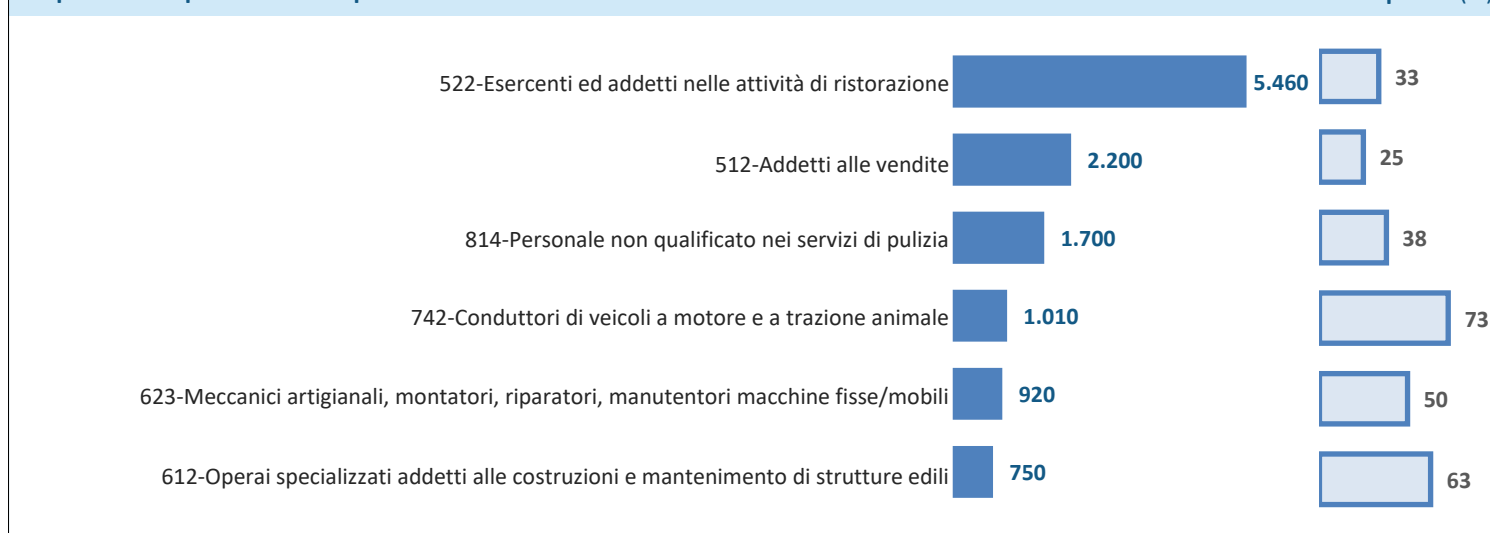 522-Esercenti ed addetti nelle attività di ristorazione 5.460 33
512-Addetti alle vendite 2.200 25
814-Personale non qualificato nei servizi di pulizia 1.700 38
742-Conduttori di veicoli a motore e a trazione animale 1.010 73
623-Meccanici artigianali, montatori, riparatori, manutentori macchine fisse/mobili 920 50
612-Operai specializzati addetti alle costruzioni e mantenimento di strutture edili 750 63